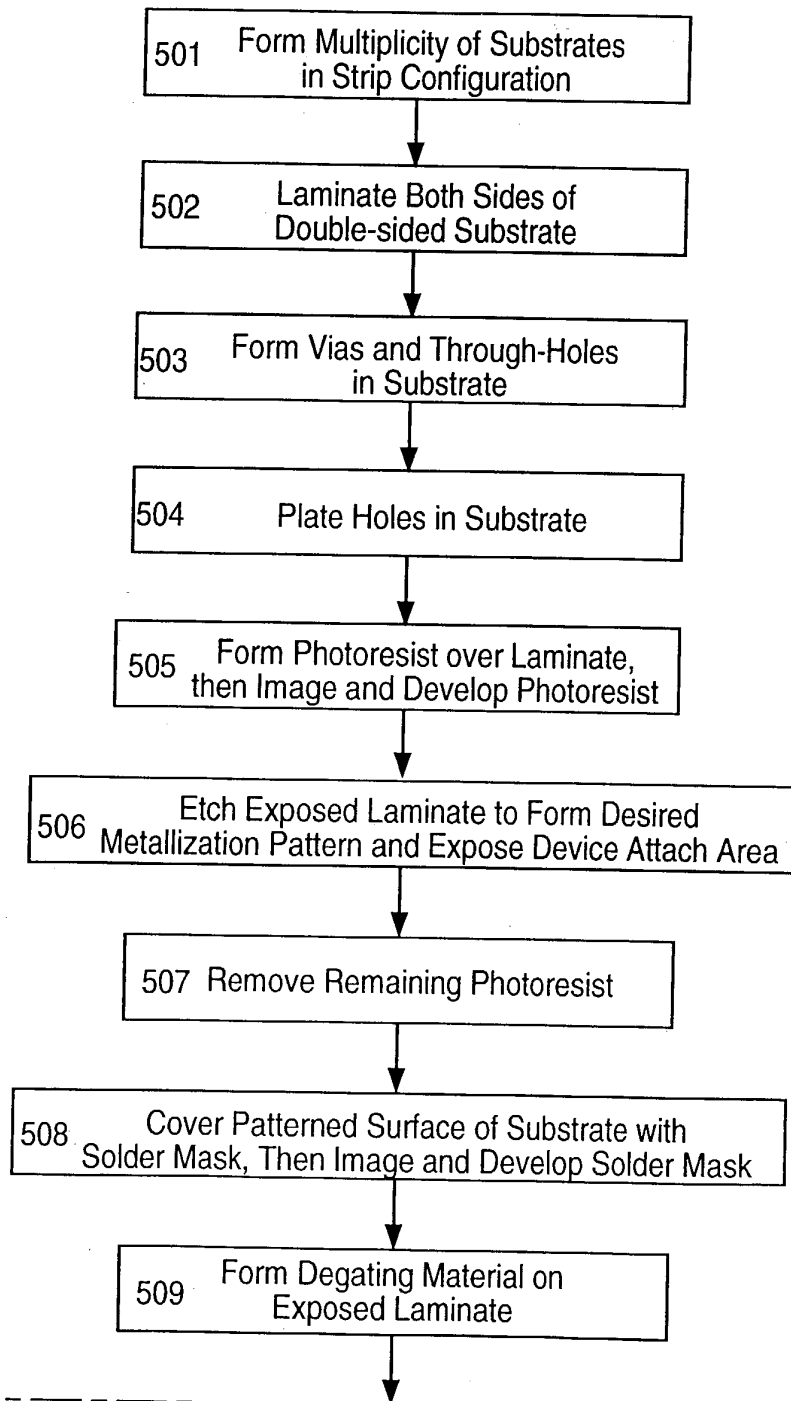 501 Form Multiplicity of Substrates
in Strip Configuration
502 Laminate Both Sides of
Double-sided Substrate
503 Form Vias and Through-Holes
in Substrate
504 Plate Holes in Substrate
505 Form Photoresist over Laminate,
then Image and Develop Photoresist
506 Etch Exposed Laminate to Form Desired
Metallization Pattern and Expose Device Attach Area
507 Remove Remaining Photoresist
508 Cover Patterned Surface of Substrate with
Solder Mask, Then Image and Develop Solder Mask
509 Form Degating Material on
Exposed Laminate